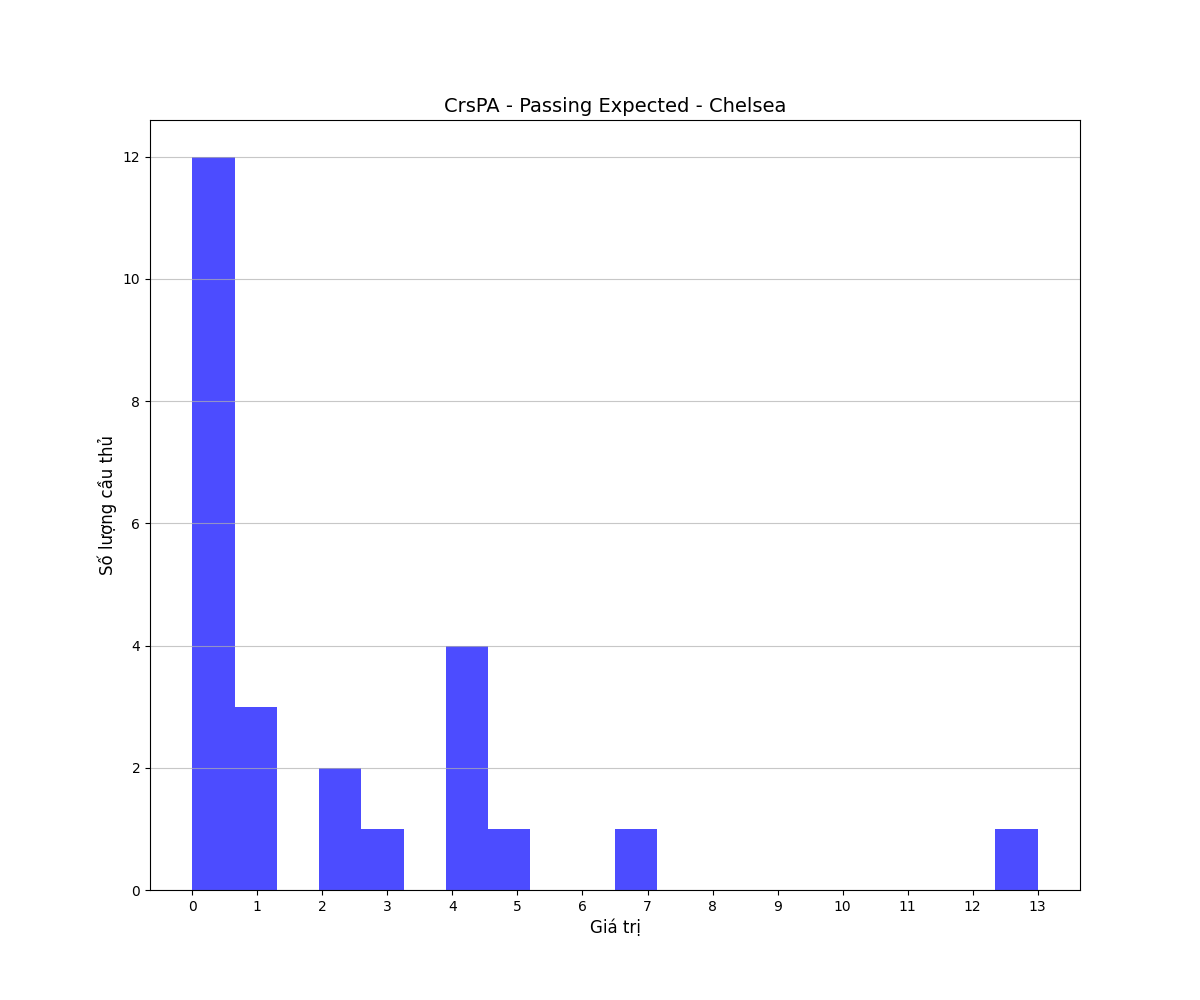 CrsPA - Passing Expected - Chelsea
12
10
8
6
4
2
0
Số lượng cầu thủ
0 1 2 3 4 5 6 7 8 9 10 11 12 13
Giá trị